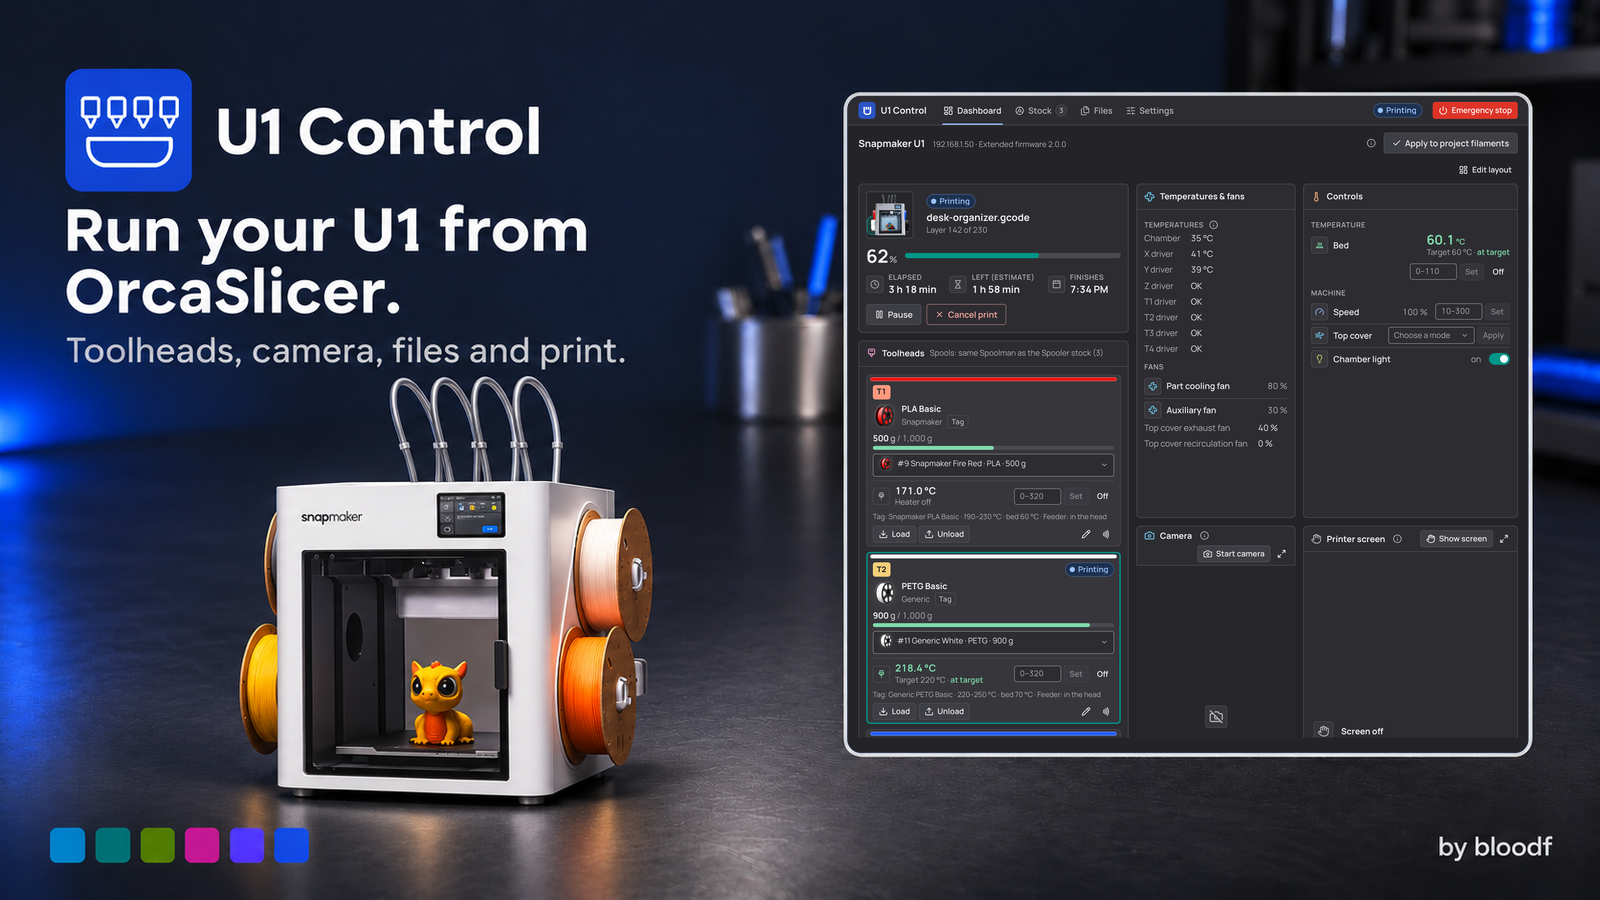 U1 Control
Run your U1 from
OrcaSlicer.
Toolheads, camera, files and print.
snapmaker
by bloodf
U1 Control
Dashboard
Stock 3
Files
Settings
Printing
Emergency stop
Snapmaker U1
192.168.1.50 · Extended firmware 2.0.0
Apply to project filaments
Edit layout
Printing
desk-organizer.gcode
Layer 142 of 230
62%
ELAPSED
3 h 18 min
LEFT (ESTIMATE)
1 h 58 min
FINISHES
7:34 PM
Pause
Cancel print
Toolheads
Spools: same Spoolman as the Spooler stock (3)
T1
PLA Basic
Snapmaker Tag
500 g / 1,000 g
#9 Snapmaker Fire Red · PLA · 500 g
171.0 °C
Heater off
0–320
Set
Off
Tag: Snapmaker PLA Basic · 190–230 °C · bed 60 °C · Feeder: in the head
Load
Unload
T2
Printing
PETG Basic
Generic Tag
900 g / 1,000 g
#11 Generic White · PETG · 900 g
218.4 °C
Target 220 °C · at target
0–320
Set
Off
Tag: Generic PETG Basic · 220–250 °C · bed 70 °C · Feeder: in the head
Load
Unload
Temperatures & fans
TEMPERATURES
Chamber 35 °C
X driver 41 °C
Y driver 39 °C
Z driver OK
T1 driver OK
T2 driver OK
T3 driver OK
T4 driver OK
FANS
Part cooling fan 80 %
Auxiliary fan 30 %
Top cover exhaust fan 40 %
Top cover recirculation fan 0 %
Camera
Start camera
Controls
TEMPERATURE
Bed
60.1 °C
Target 60 °C · at target
0–110
Set
Off
MACHINE
Speed 100 % 10–300 Set
Top cover Choose a mode Apply
Chamber light on
Printer screen
Show screen
Screen off